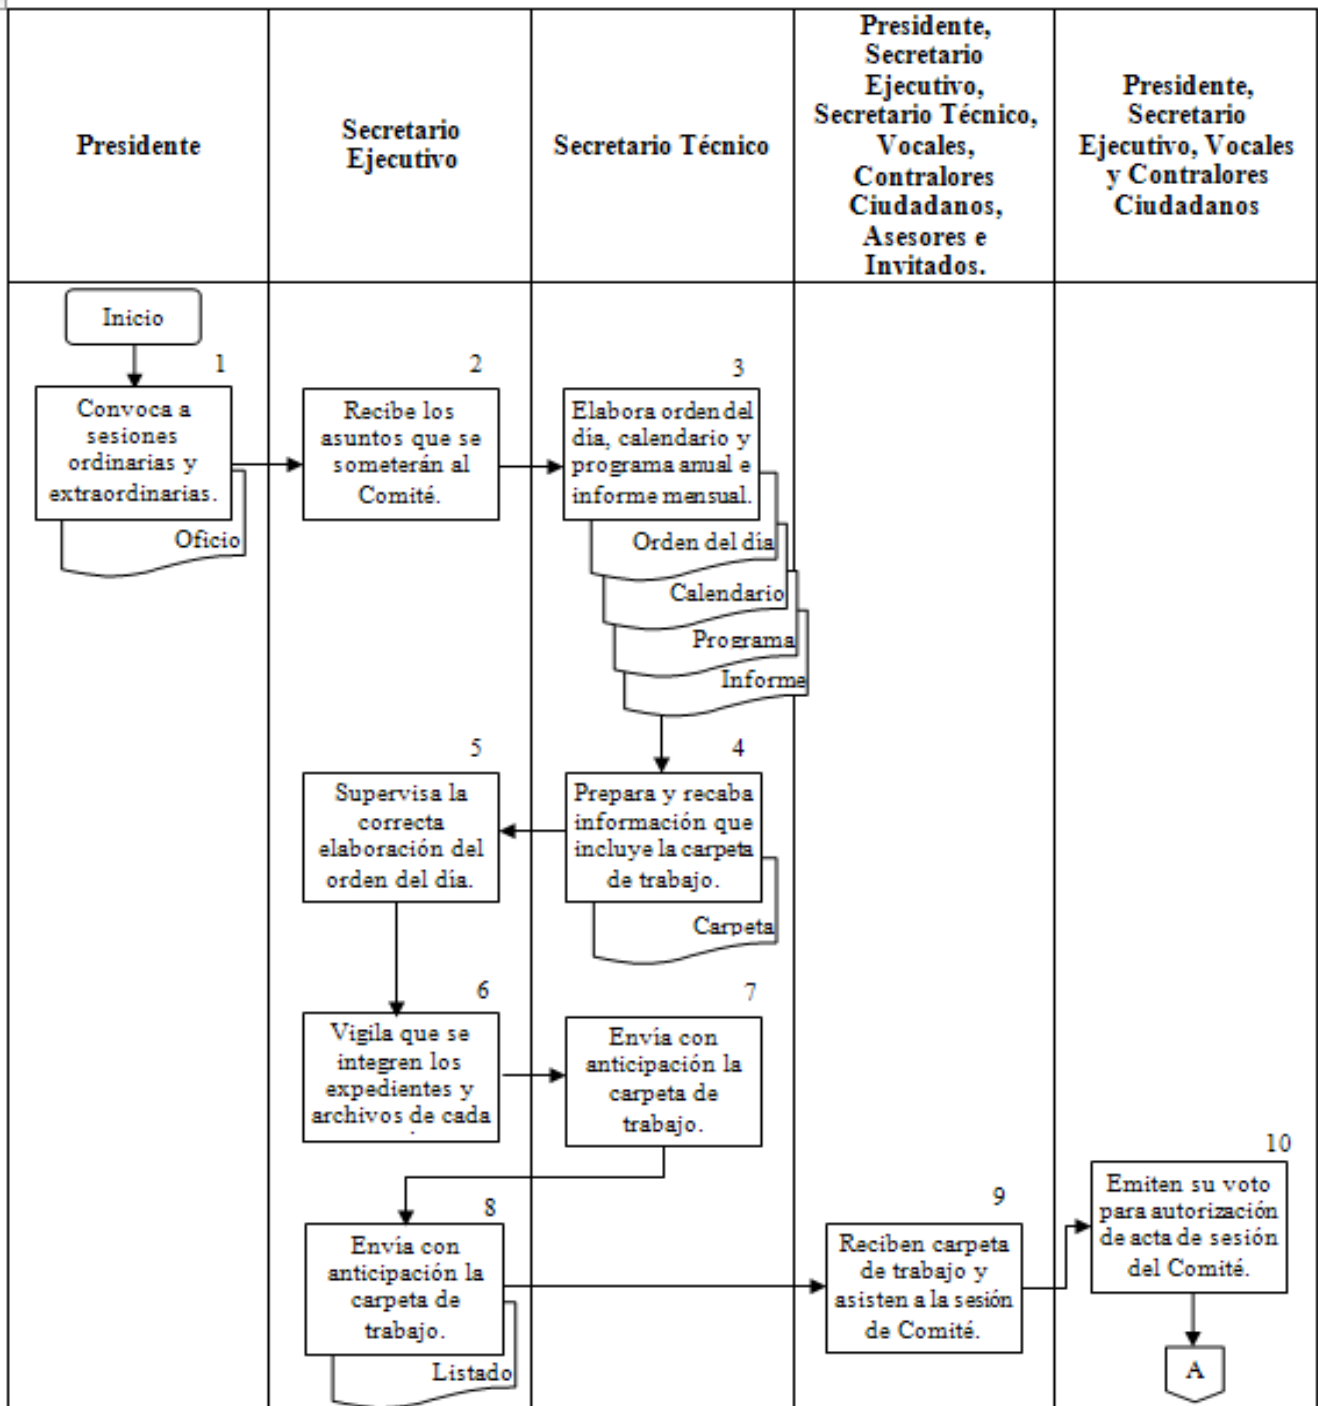 Presidente
Secretario
Ejecutivo
Secretario Técnico
Presidente,
Secretario
Ejecutivo,
Secretario Técnico,
Vocales,
Contralores
Ciudadanos,
Asesores e
Invitados.
Presidente,
Secretario
Ejecutivo, Vocales
y Contralores
Ciudadanos
Inicio
1
Convoca a
sesiones
ordinarias y
extraordinarias.
Oficio
2
Recibe los
asuntos que se
someterán al
Comité.
3
Elabora orden del
día, calendario y
programa anual e
informe mensual.
Orden del día
Calendario
Programa
Informe
4
Prepara y recaba
información que
incluye la carpeta
de trabajo.
Carpeta
5
Supervisa la
correcta
elaboración del
orden del día.
6
Vigila que se
integren los
expedientes y
archivos de cada
7
Envía con
anticipación la
carpeta de
trabajo.
8
Envía con
anticipación la
carpeta de
trabajo.
Listado
9
Reciben carpeta
de trabajo y
asisten a la sesión
de Comité.
10
Emiten su voto
para autorización
de acta de sesión
del Comité.
A